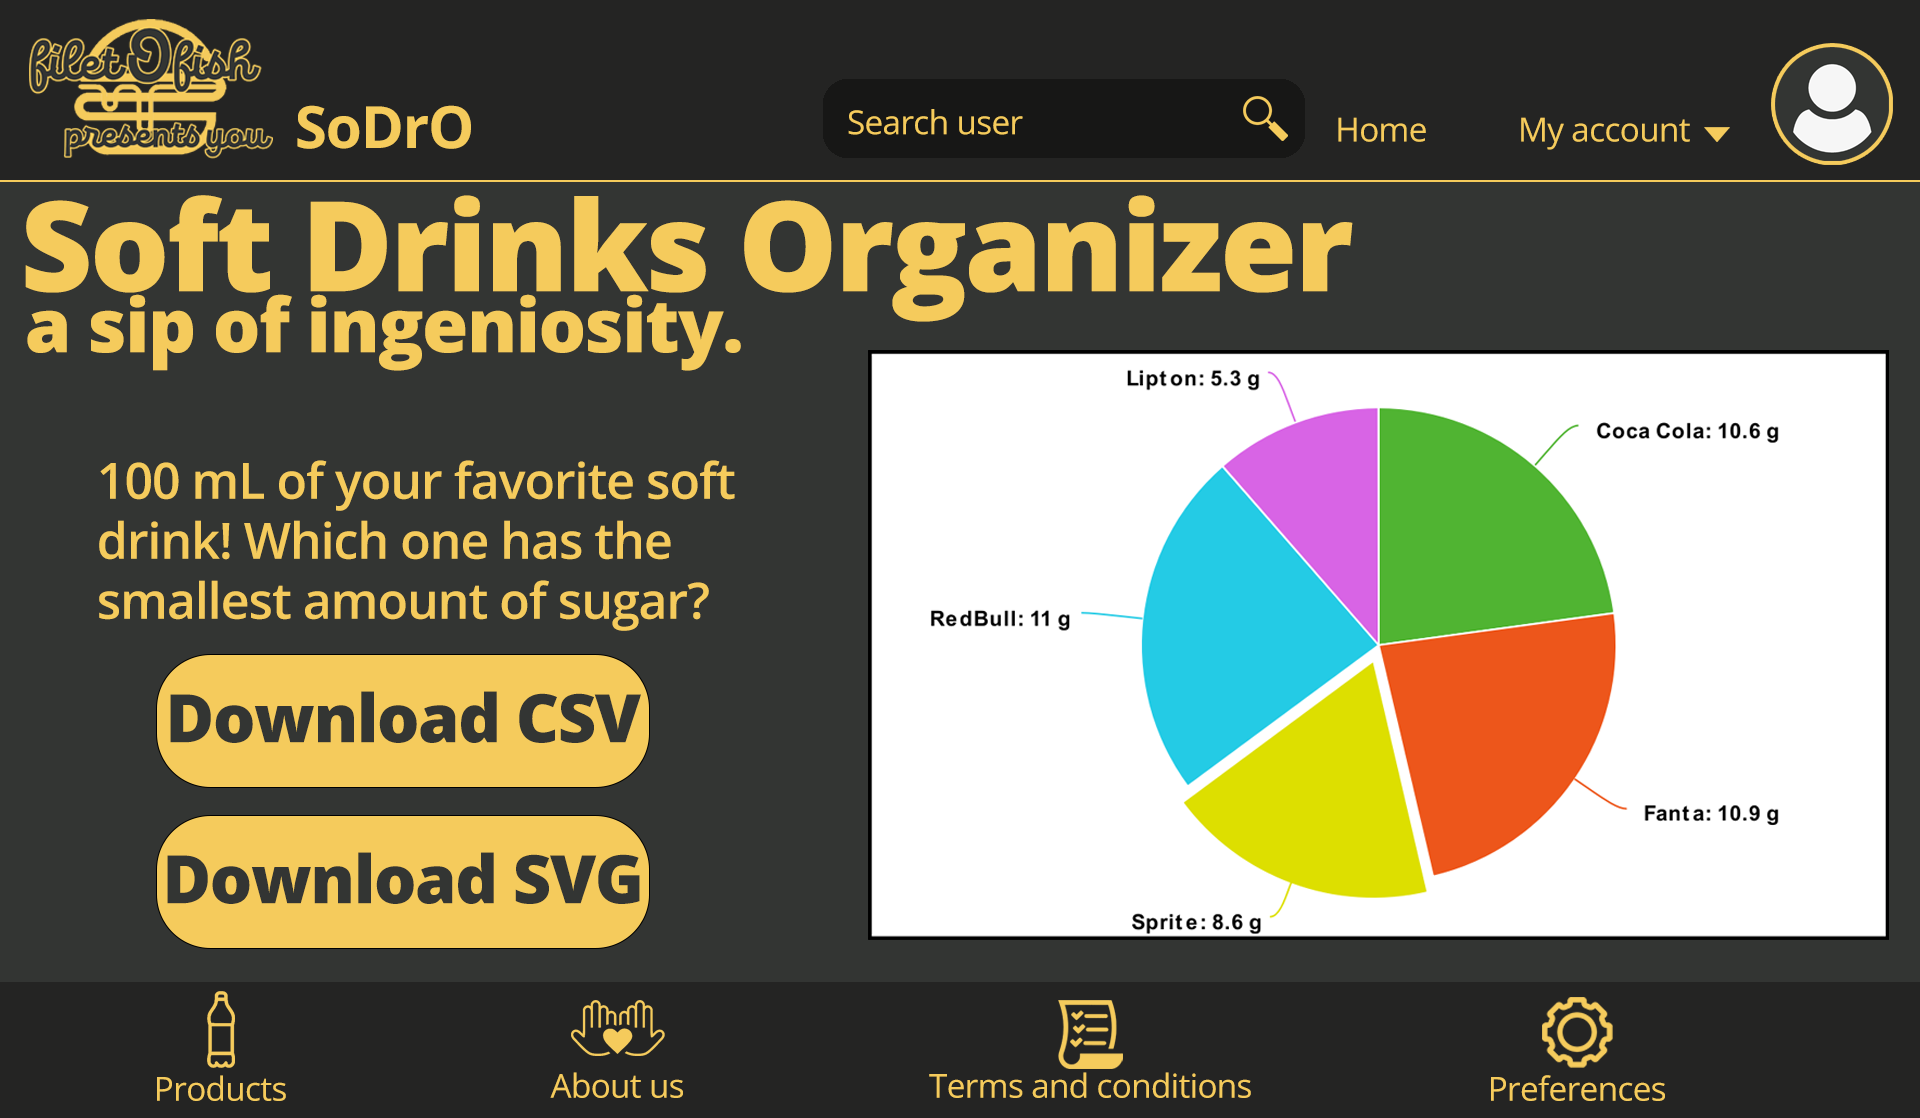 filet O fish
presents you
SoDrO
Search user
Home
My account
Soft Drinks Organizer
a sip of ingeniosity.
100 mL of your favorite soft
drink! Which one has the
smallest amount of sugar?
Download CSV
Download SVG
Lipton: 5.3 g
Coca Cola: 10.6 g
RedBull: 11 g
Fanta: 10.9 g
Sprite: 8.6 g
Products
About us
Terms and conditions
Preferences